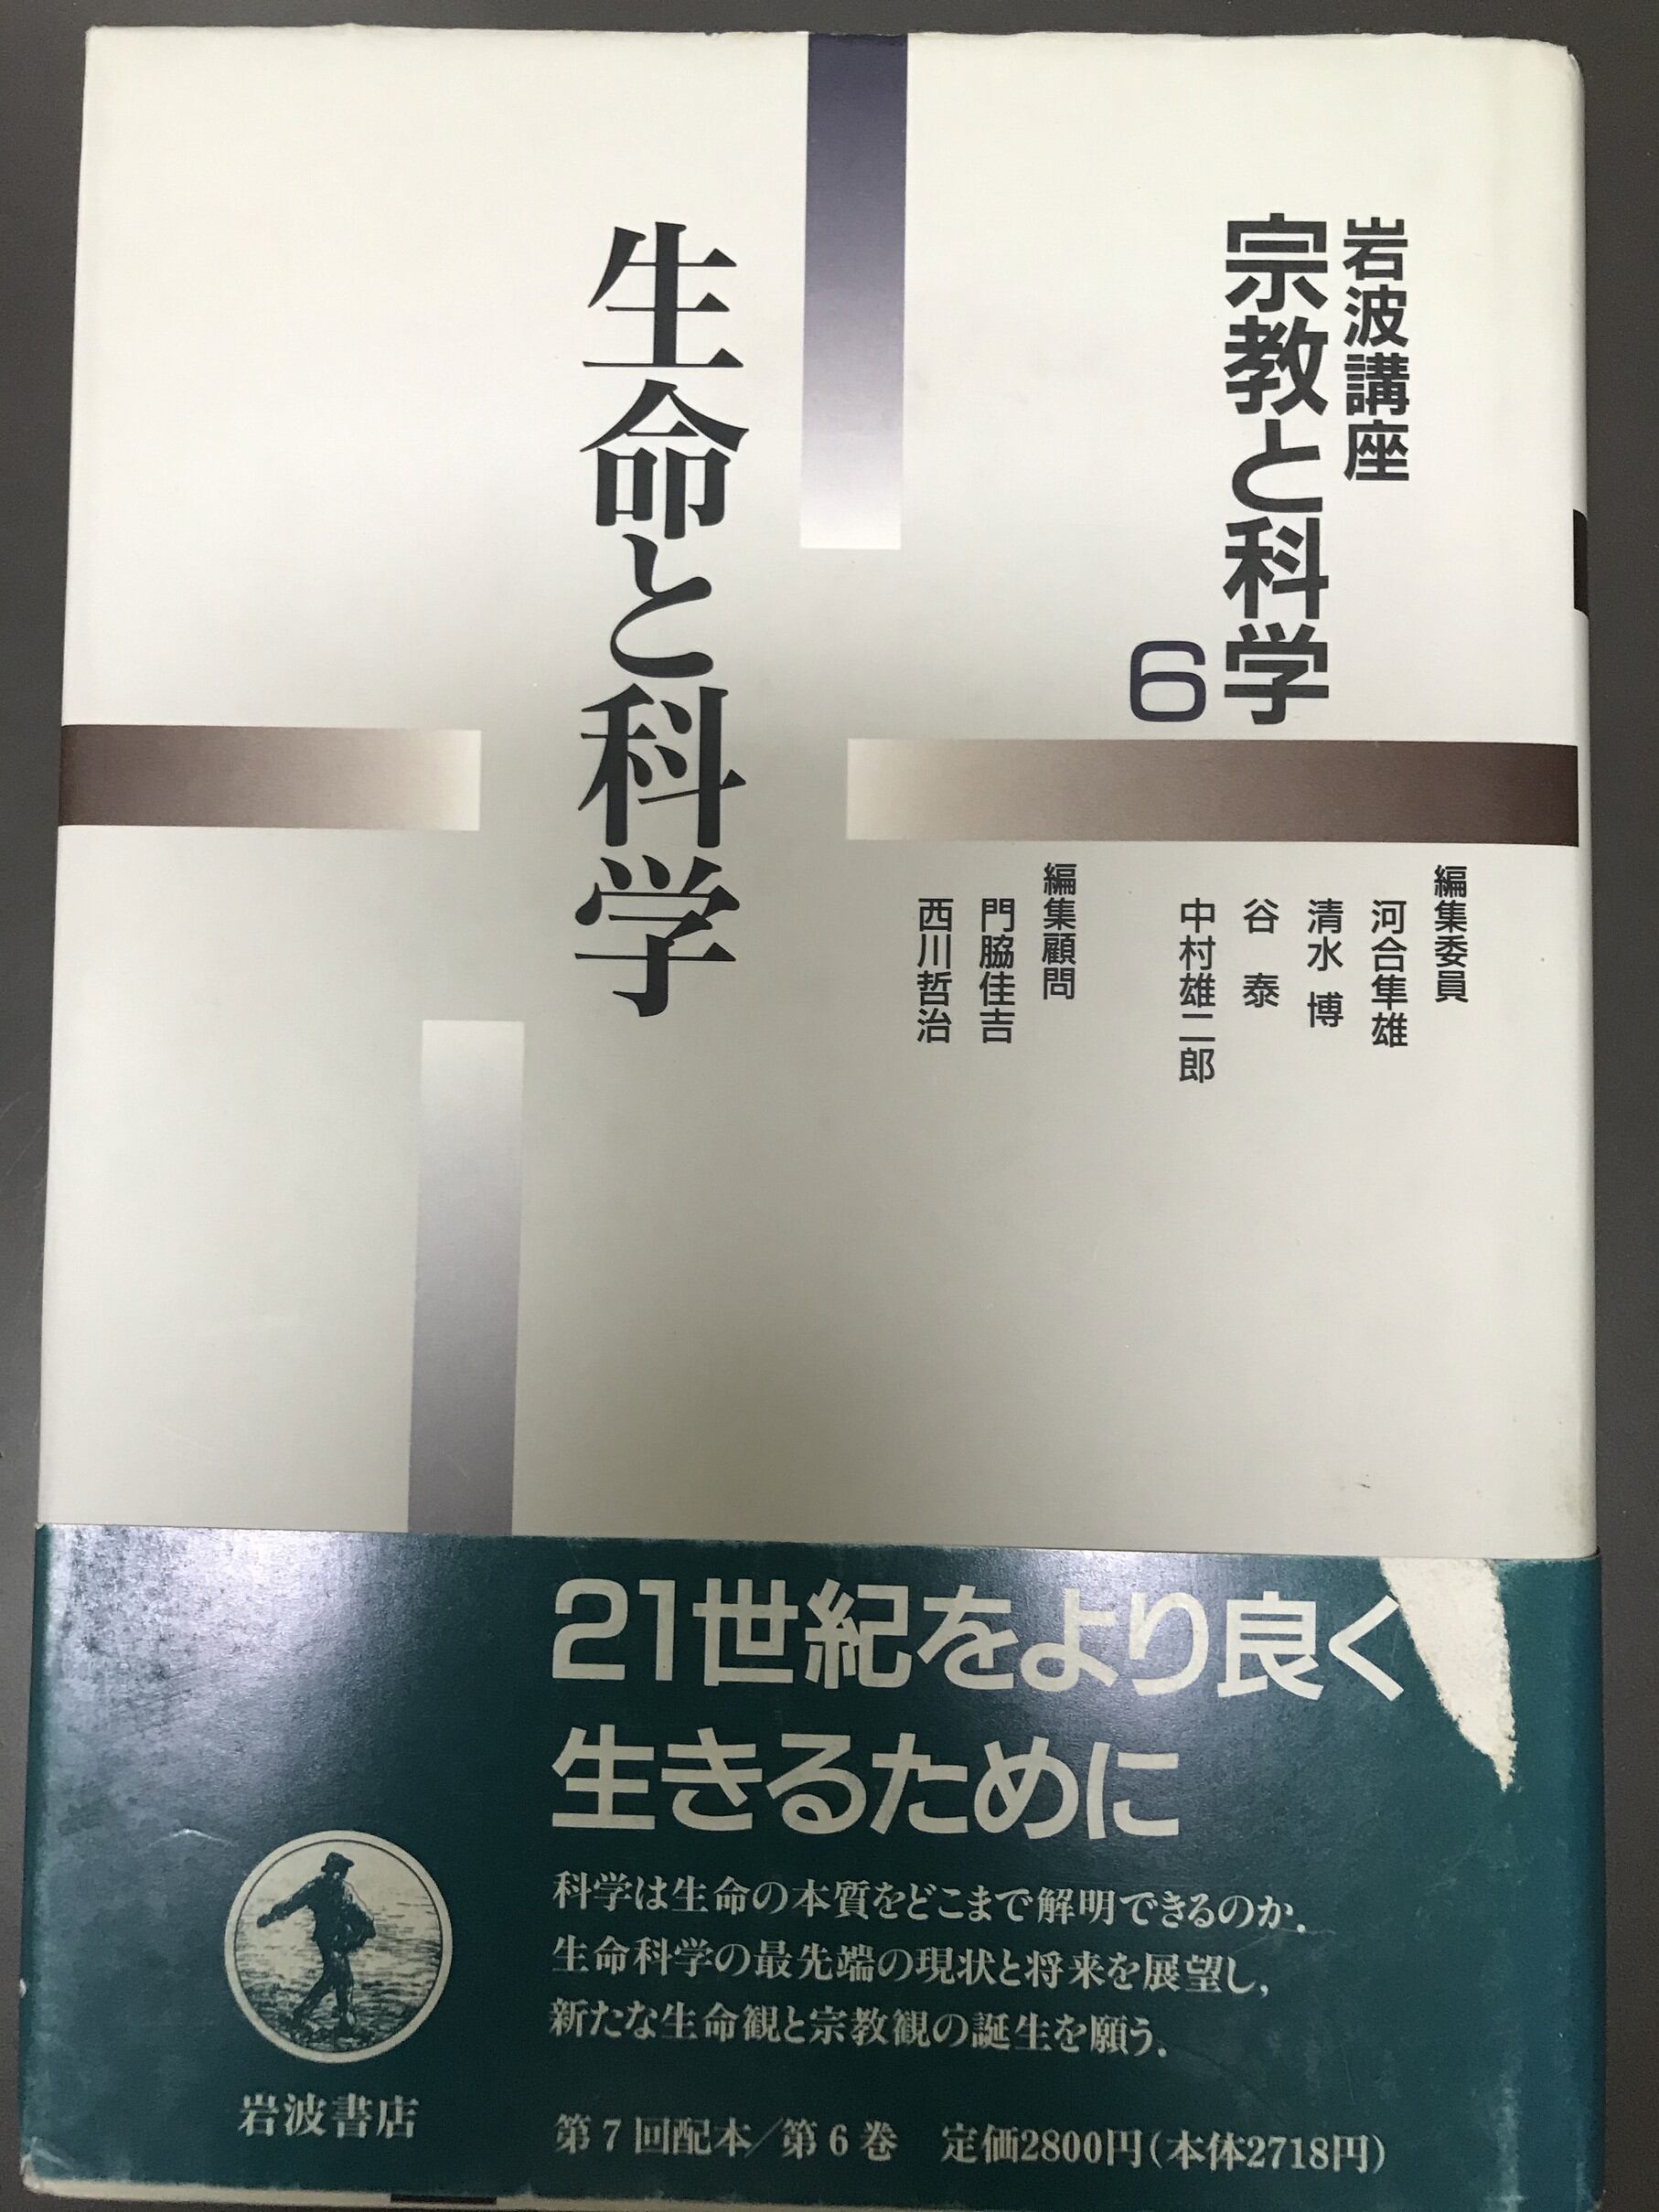 岩波講座
宗教と科学
6
編集委員
河合隼雄
清水 博
谷 泰
中村雄二郎
編集顧問
門脇佳吉
西川哲治
生命と科学
21世紀をより良く
生きるために
科学は生命の本質をどこまで解明できるのか.
生命科学の最先端の現状と将来を展望し,
新たな生命観と宗教観の誕生を願う.
岩波書店
第7回配本/第6巻 定価2800円(本体2718円)